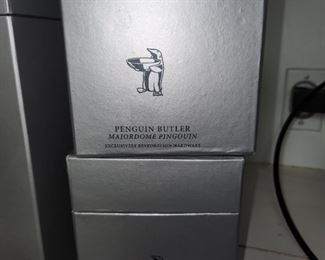 PENGUIN BUTLER
MAJORDOME PINGOUIN
EXCLUSIVELY RESTORATION HARDWARE